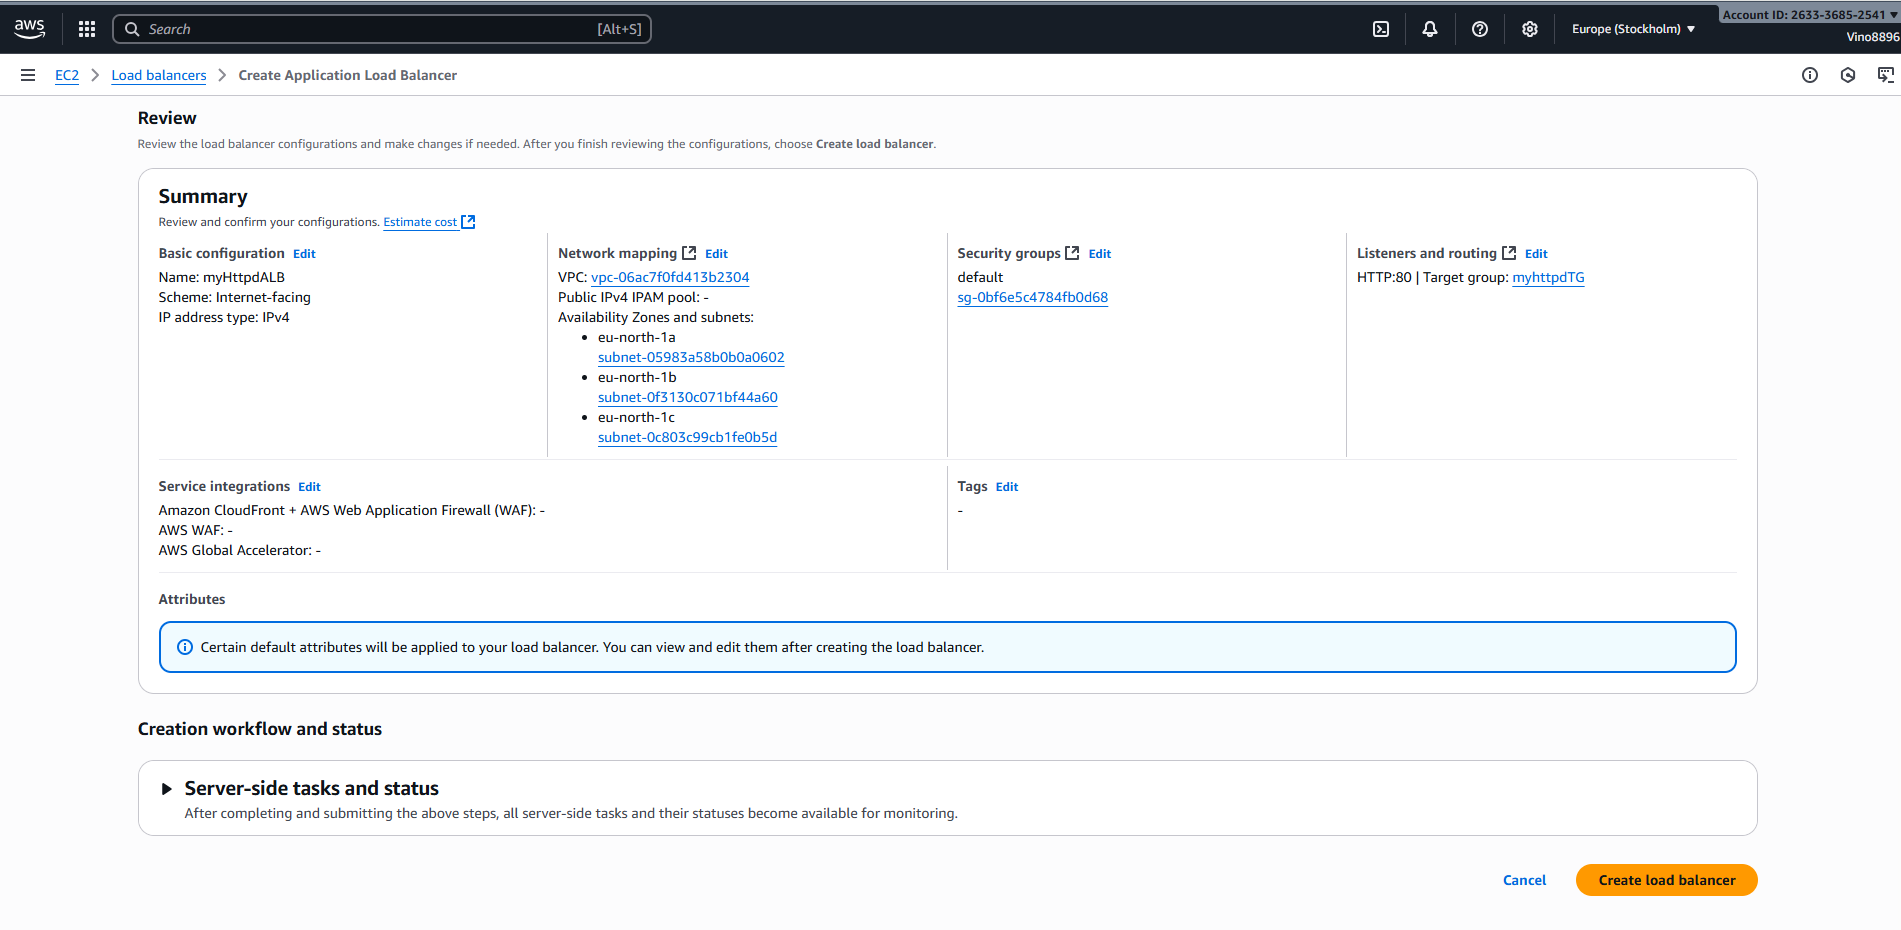 aws
Search [Alt+S]
Europe (Stockholm)
Account ID: 2633-3685-2541
Vino8896
EC2 Load balancers Create Application Load Balancer
Review
Review the load balancer configurations and make changes if needed. After you finish reviewing the configurations, choose Create load balancer.
Summary
Review and confirm your configurations. Estimate cost
Basic configuration Edit
Name: myHttpdALB
Scheme: Internet-facing
IP address type: IPv4
Network mapping Edit
VPC: vpc-06ac7f0fd413b2304
Public IPv4 IPAM pool: -
Availability Zones and subnets:
• eu-north-1a
subnet-05983a58b0b0a0602
• eu-north-1b
subnet-0f3130c071bf44a60
• eu-north-1c
subnet-0c803c99cb1fe0b5d
Security groups Edit
default
sg-0bf6e5c4784fb0d68
Listeners and routing Edit
HTTP:80 | Target group: myhttpdTG
Service integrations Edit
Amazon CloudFront + AWS Web Application Firewall (WAF): -
AWS WAF: -
AWS Global Accelerator: -
Tags Edit
-
Attributes
Certain default attributes will be applied to your load balancer. You can view and edit them after creating the load balancer.
Creation workflow and status
Server-side tasks and status
After completing and submitting the above steps, all server-side tasks and their statuses become available for monitoring.
Cancel Create load balancer